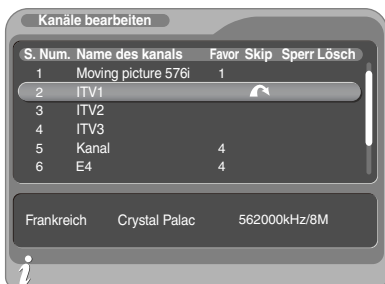 Kanäle bearbeiten
S. Num. Name des kanals Favor Skip Sperr Lösch
1 Moving picture 576i 1
2 ITV1
3 ITV2
4 ITV3
5 Kanal 4
6 E4 4
Frankreich Crystal Palac 562000kHz/8M
i